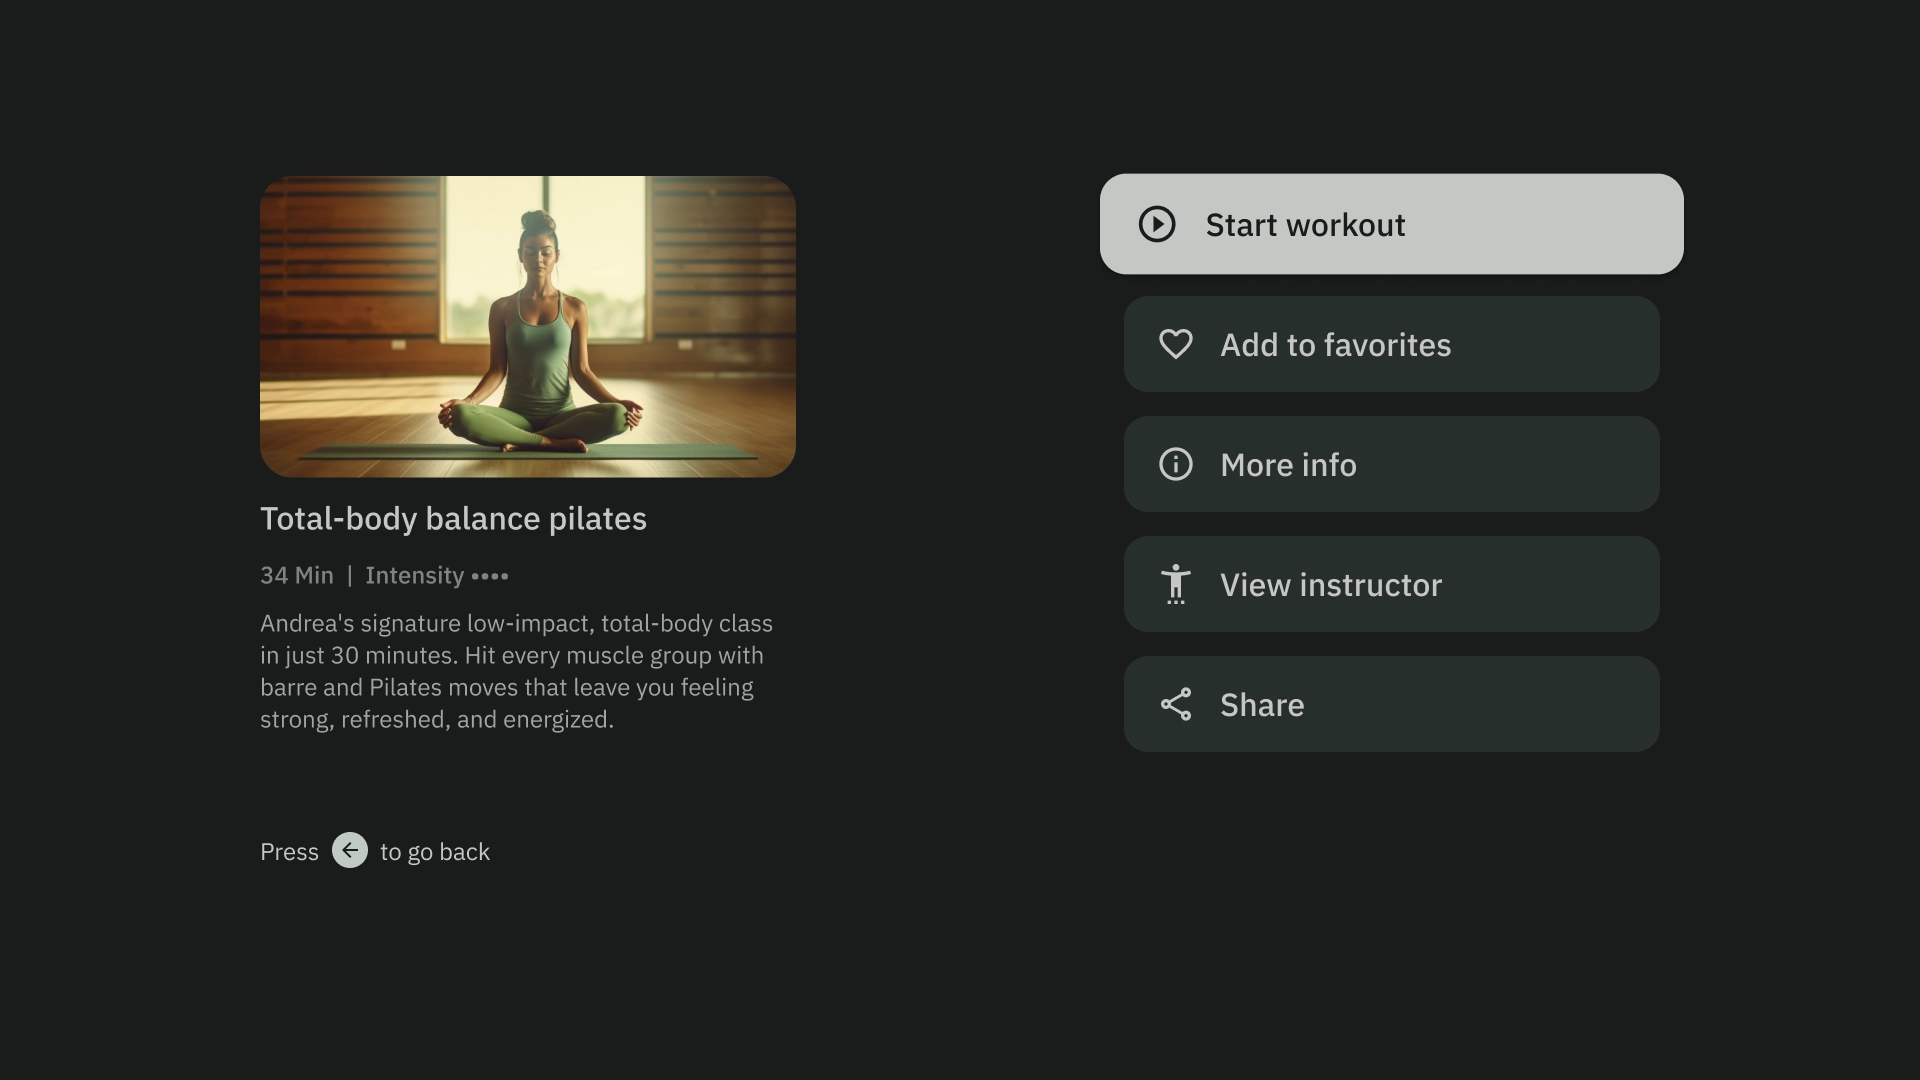 Total-body balance pilates
34 Min | Intensity ••••
Andrea's signature low-impact, total-body class
in just 30 minutes. Hit every muscle group with
barre and Pilates moves that leave you feeling
strong, refreshed, and energized.
Press ← to go back
Start workout
Add to favorites
More info
View instructor
Share